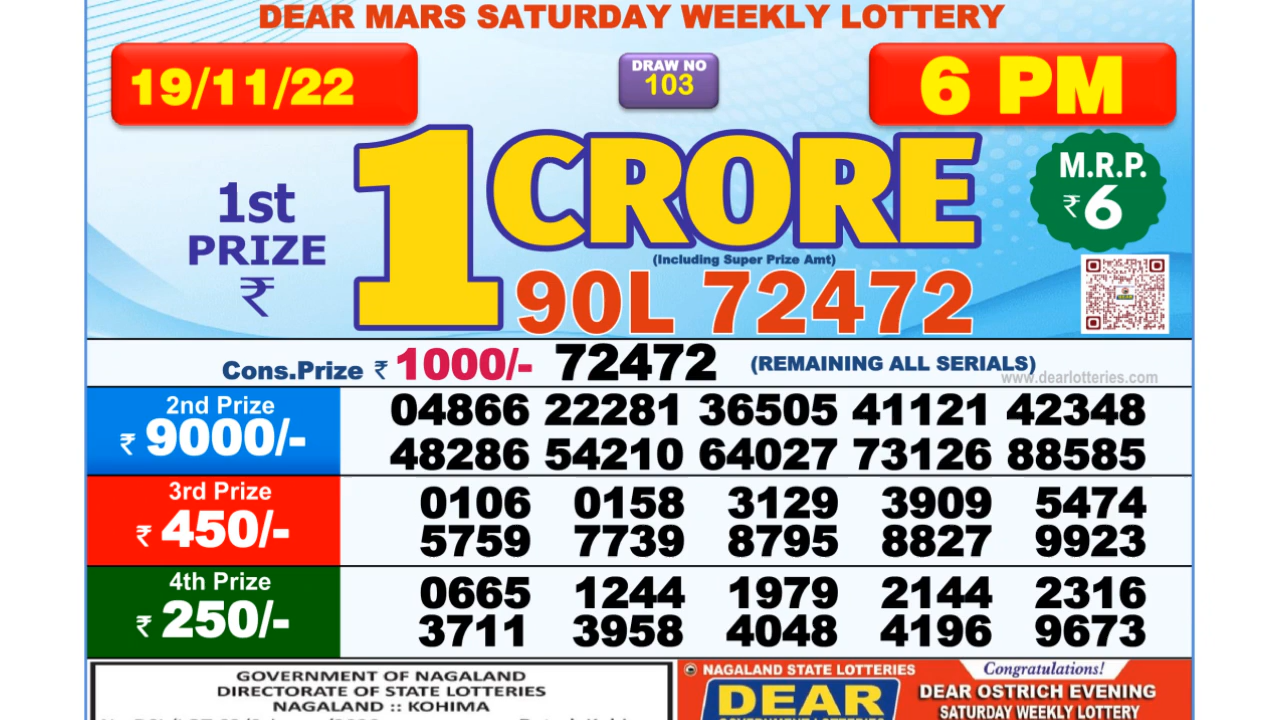 DEAR MARS SATURDAY WEEKLY LOTTERY
19/11/22
DRAW NO
103
6 PM
1st
PRIZE
₹
1 CRORE
(Including Super Prize Amt)
90L 72472
M.R.P.
₹6
DEAR
Cons.Prize ₹ 1000/- 72472 (REMAINING ALL SERIALS)
www.dearlotteries.com
2nd Prize
₹ 9000/-
04866 22281 36505 41121 42348
48286 54210 64027 73126 88585
3rd Prize
₹ 450/-
0106 0158 3129 3909 5474
5759 7739 8795 8827 9923
4th Prize
₹ 250/-
0665 1244 1979 2144 2316
3711 3958 4048 4196 9673
GOVERNMENT OF NAGALAND
DIRECTORATE OF STATE LOTTERIES
NAGALAND :: KOHIMA
NAGALAND STATE LOTTERIES
DEAR
GOVERNMENT LOTTERIES
Congratulations!
DEAR OSTRICH EVENING
SATURDAY WEEKLY LOTTERY